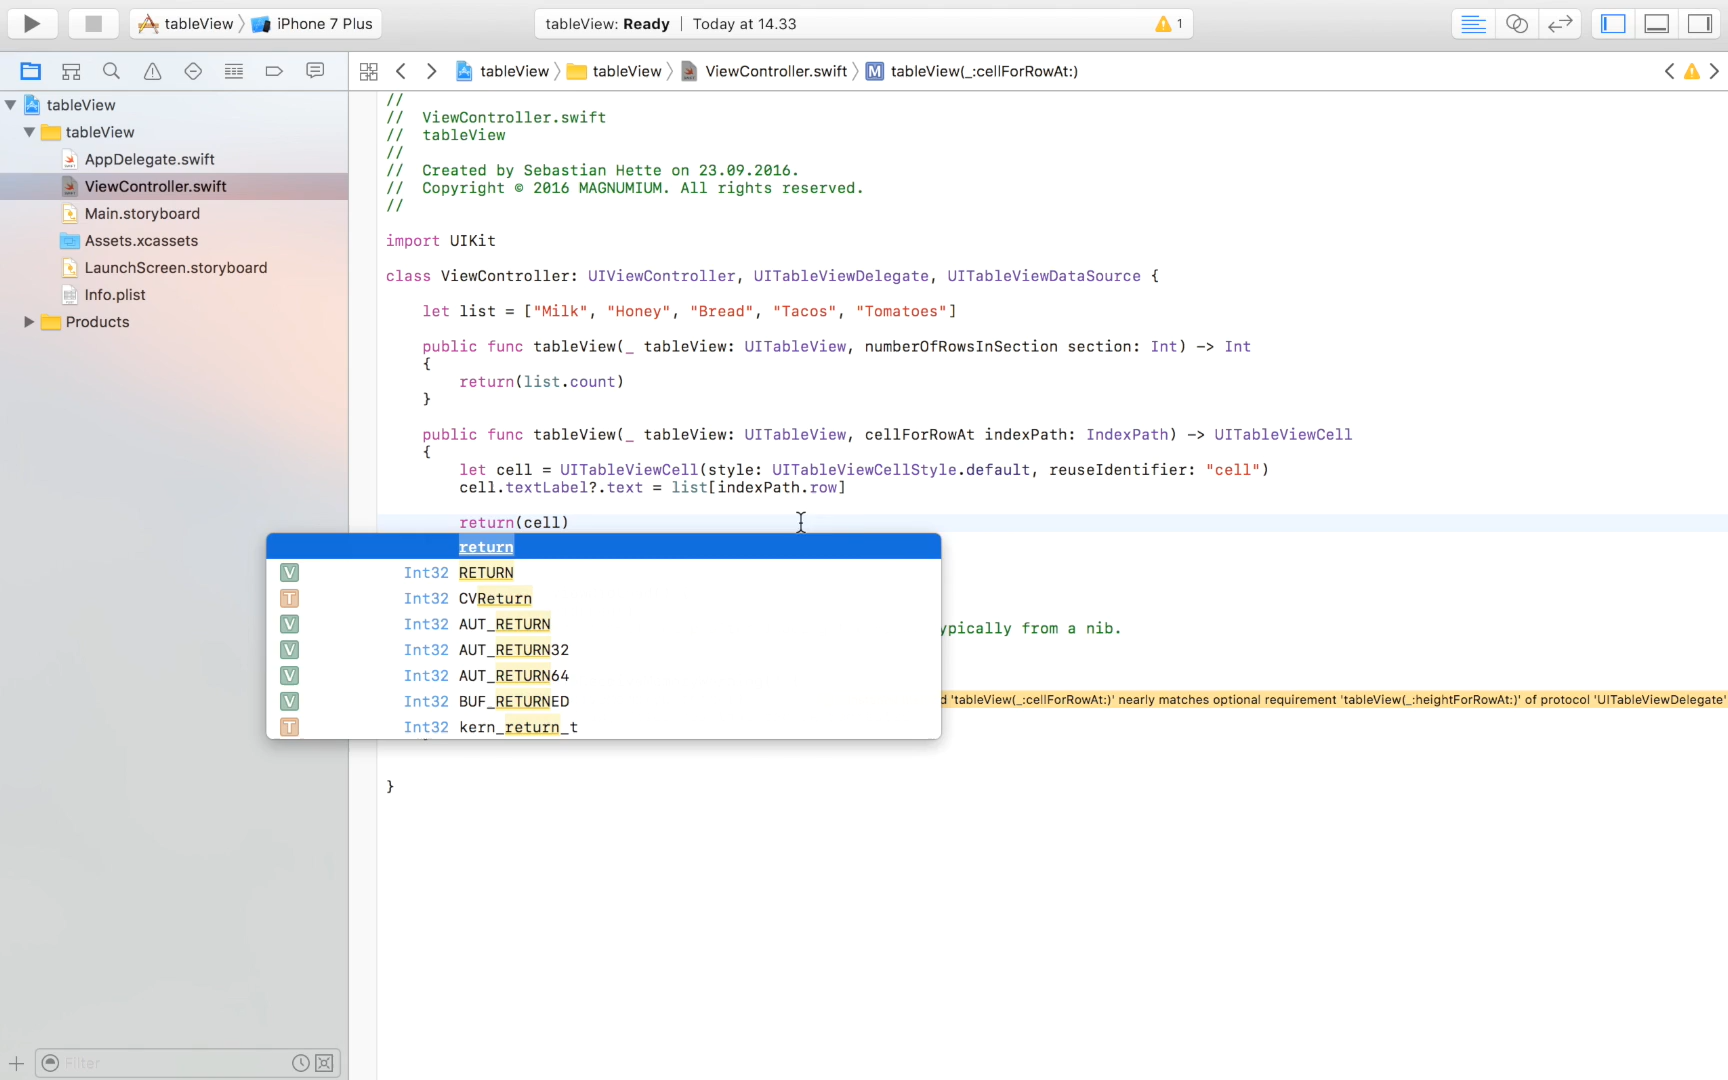 tableView 〉 iPhone 7 Plus
tableView: Ready | Today at 14.33
1
tableView 〉 tableView 〉 ViewController.swift 〉 M tableView(_:cellForRowAt:)
tableView
tableView
AppDelegate.swift
ViewController.swift
Main.storyboard
Assets.xcassets
LaunchScreen.storyboard
Info.plist
Products
Filter
//
// ViewController.swift
// tableView
//
// Created by Sebastian Hette on 23.09.2016.
// Copyright © 2016 MAGNUMIUM. All rights reserved.
//
import UIKit
class ViewController: UIViewController, UITableViewDelegate, UITableViewDataSource {
let list = ["Milk", "Honey", "Bread", "Tacos", "Tomatoes"]
public func tableView(_ tableView: UITableView, numberOfRowsInSection section: Int) -> Int
{
return(list.count)
}
public func tableView(_ tableView: UITableView, cellForRowAt indexPath: IndexPath) -> UITableViewCell
{
let cell = UITableViewCell(style: UITableViewCellStyle.default, reuseIdentifier: "cell")
cell.textLabel?.text = list[indexPath.row]
return(cell)
return
V Int32 RETURN
T Int32 CVReturn
V Int32 AUT_RETURN
V Int32 AUT_RETURN32
V Int32 AUT_RETURN64
V Int32 BUF_RETURNED
T Int32 kern_return_t
ypically from a nib.
d 'tableView(_:cellForRowAt:)' nearly matches optional requirement 'tableView(_:heightForRowAt:)' of protocol 'UITableViewDelegate'
}